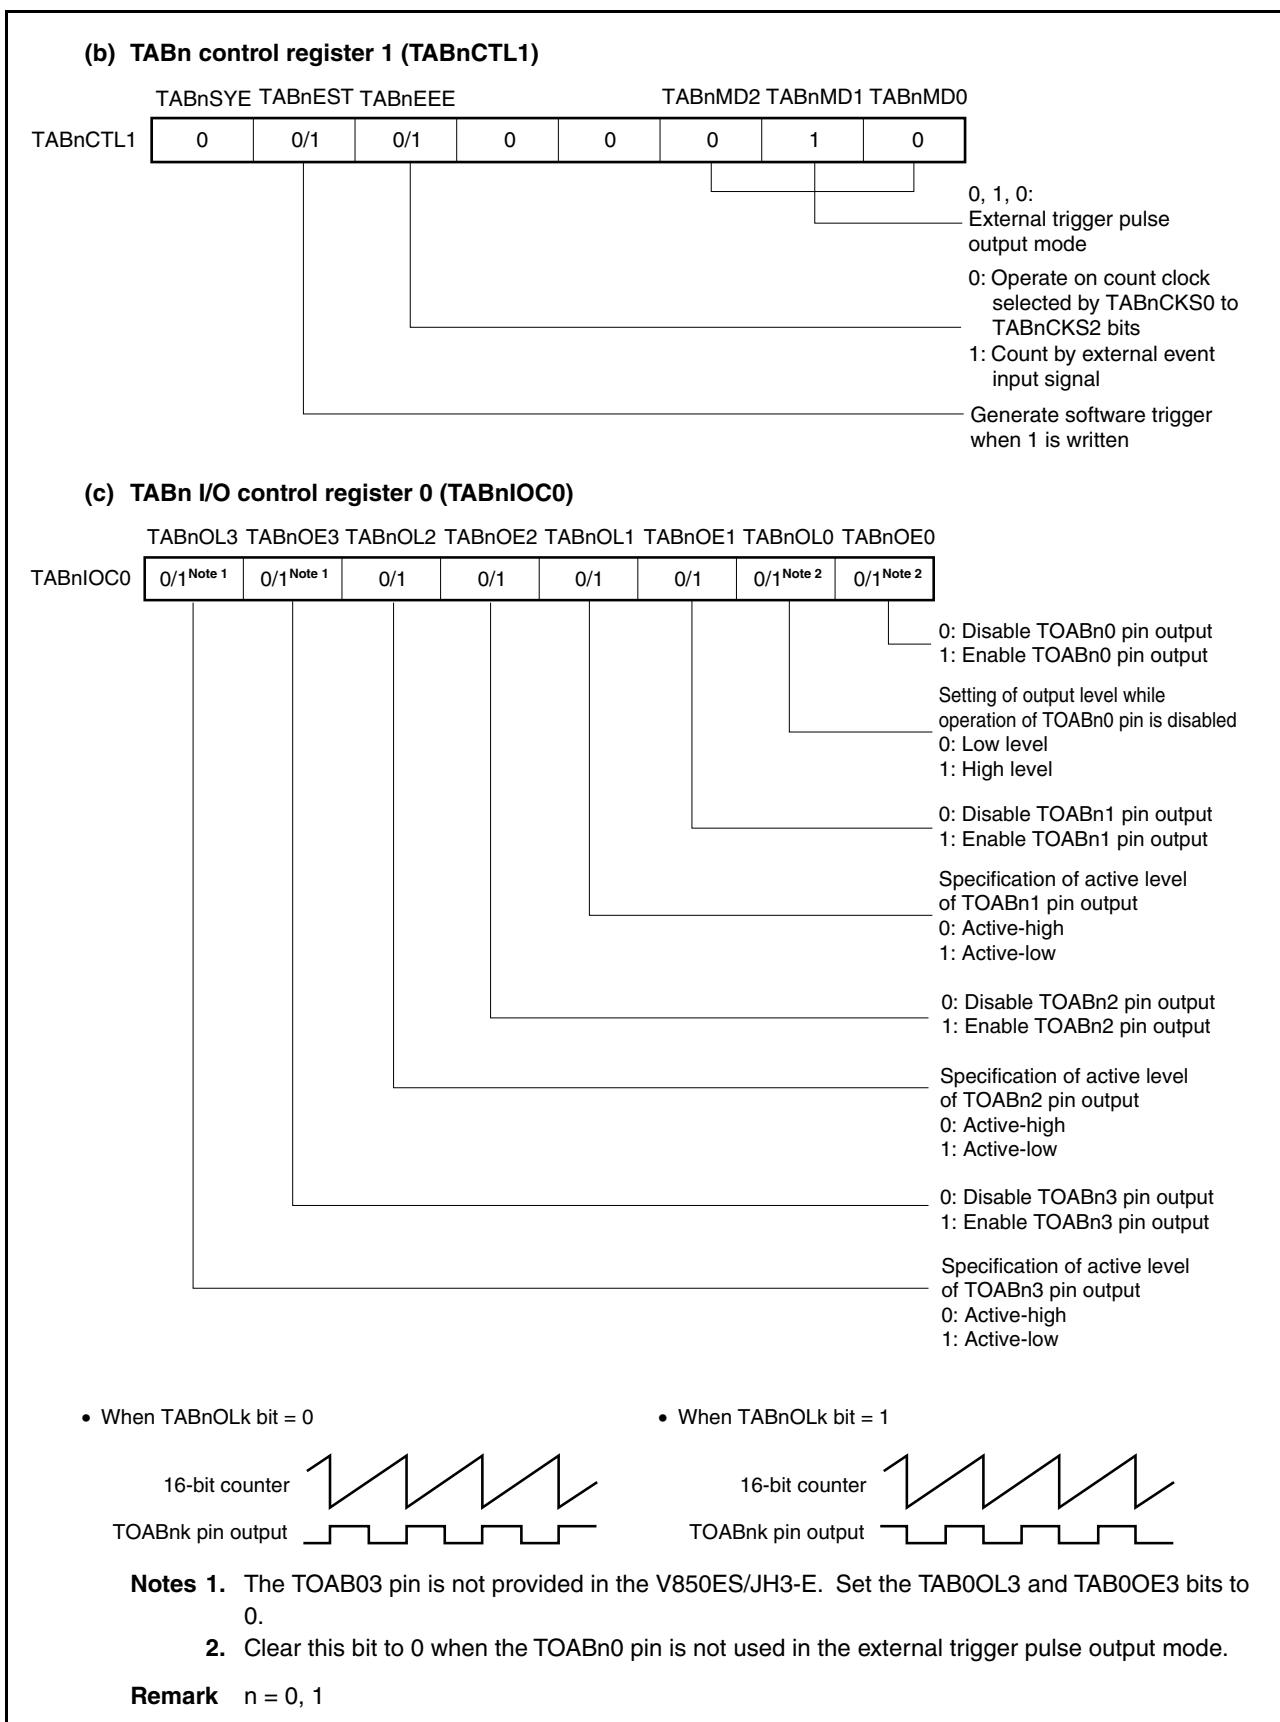 (b) TABn control register 1 (TABnCTL1)
TABnSYE TABnEST TABnEEE TABnMD2 TABnMD1 TABnMD0
TABnCTL1 0 0/1 0/1 0 0 0 1 0
0, 1, 0:
External trigger pulse
output mode
0: Operate on count clock
selected by TABnCKS0 to
TABnCKS2 bits
1: Count by external event
input signal
Generate software trigger
when 1 is written
(c) TABn I/O control register 0 (TABnIOC0)
TABnOL3 TABnOE3 TABnOL2 TABnOE2 TABnOL1 TABnOE1 TABnOL0 TABnOE0
TABnIOC0 0/1Note 1 0/1Note 1 0/1 0/1 0/1 0/1 0/1Note 2 0/1Note 2
0: Disable TOABn0 pin output
1: Enable TOABn0 pin output
Setting of output level while
operation of TOABn0 pin is disabled
0: Low level
1: High level
0: Disable TOABn1 pin output
1: Enable TOABn1 pin output
Specification of active level
of TOABn1 pin output
0: Active-high
1: Active-low
0: Disable TOABn2 pin output
1: Enable TOABn2 pin output
Specification of active level
of TOABn2 pin output
0: Active-high
1: Active-low
0: Disable TOABn3 pin output
1: Enable TOABn3 pin output
Specification of active level
of TOABn3 pin output
0: Active-high
1: Active-low
• When TABnOLk bit = 0
16-bit counter
TOABnk pin output
• When TABnOLk bit = 1
16-bit counter
TOABnk pin output
Notes 1. The TOAB03 pin is not provided in the V850ES/JH3-E. Set the TAB0OL3 and TAB0OE3 bits to
0.
2. Clear this bit to 0 when the TOABn0 pin is not used in the external trigger pulse output mode.
Remark n = 0, 1